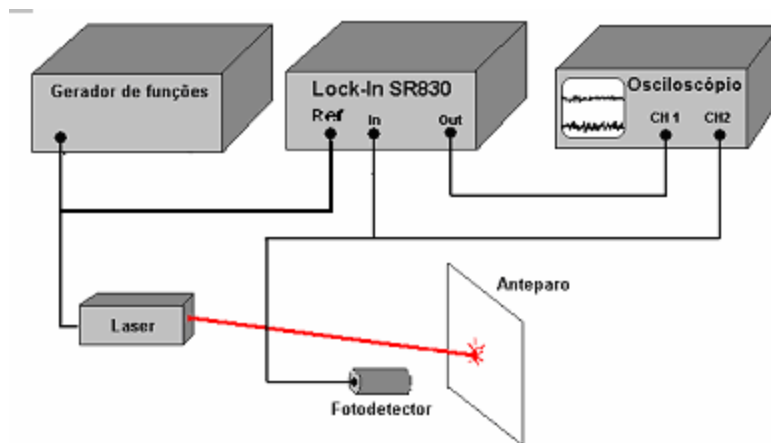 Gerador de funções
Lock-In SR830
Ref
In
Out
Osciloscópio
CH 1
CH2
Anteparo
Laser
Fotodetector